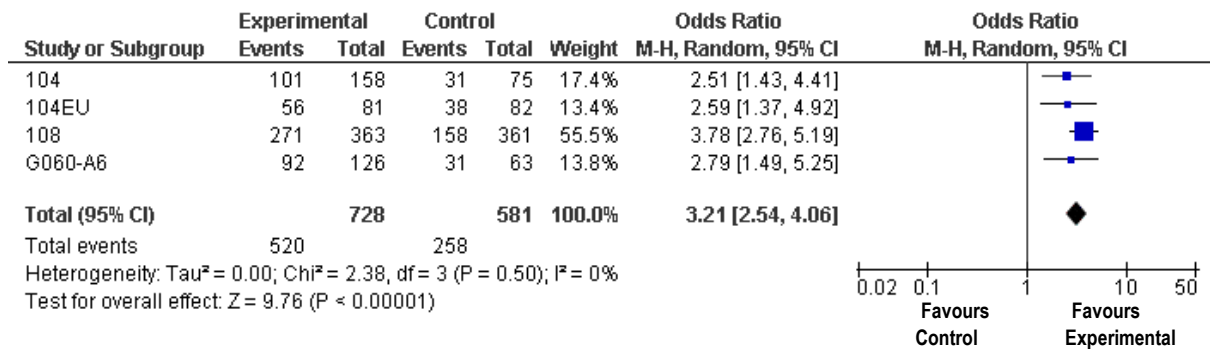 Experimental Control Odds Ratio Odds Ratio
Study or Subgroup Events Total Events Total Weight M-H, Random, 95% CI M-H, Random, 95% CI
104 101 158 31 75 17.4% 2.51 [1.43, 4.41]
104EU 56 81 38 82 13.4% 2.59 [1.37, 4.92]
108 271 363 158 361 55.5% 3.78 [2.76, 5.19]
G060-A6 92 126 31 63 13.8% 2.79 [1.49, 5.25]
Total (95% CI) 728 581 100.0% 3.21 [2.54, 4.06]
Total events 520 258
Heterogeneity: Tau² = 0.00; Chi² = 2.38, df = 3 (P = 0.50); I² = 0%
Test for overall effect: Z = 9.76 (P < 0.00001)
0.02 0.1 1 10 50
Favours Favours
Control Experimental